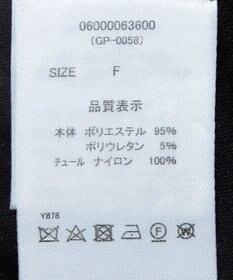 06000063600
(GP-0058)
SIZE F
品質表示
本体 ポリエステル 95%
ポリウレタン 5%
チュール ナイロン 100%
Y878